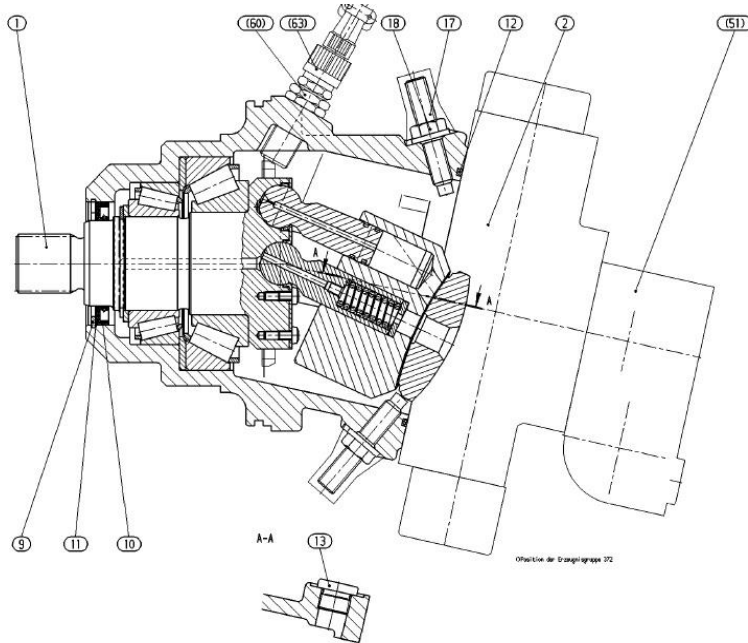 1 (60) (63) 18 17 12 2 (51)
A A
9 11 10
A-A 13
()Position der Erzeugnisgruppe 372